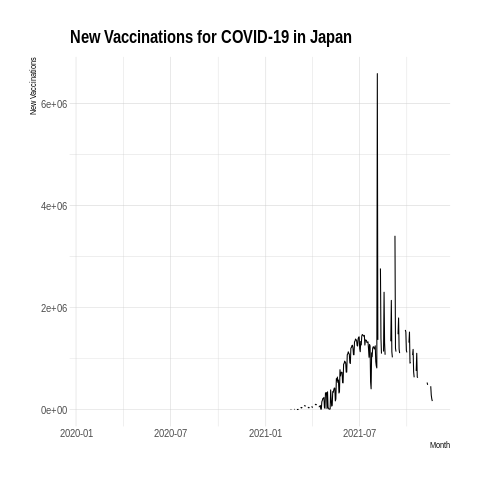 New Vaccinations for COVID-19 in Japan
New Vaccinations
6e+06
4e+06
2e+06
0e+00
2020-01
2020-07
2021-01
2021-07
Month